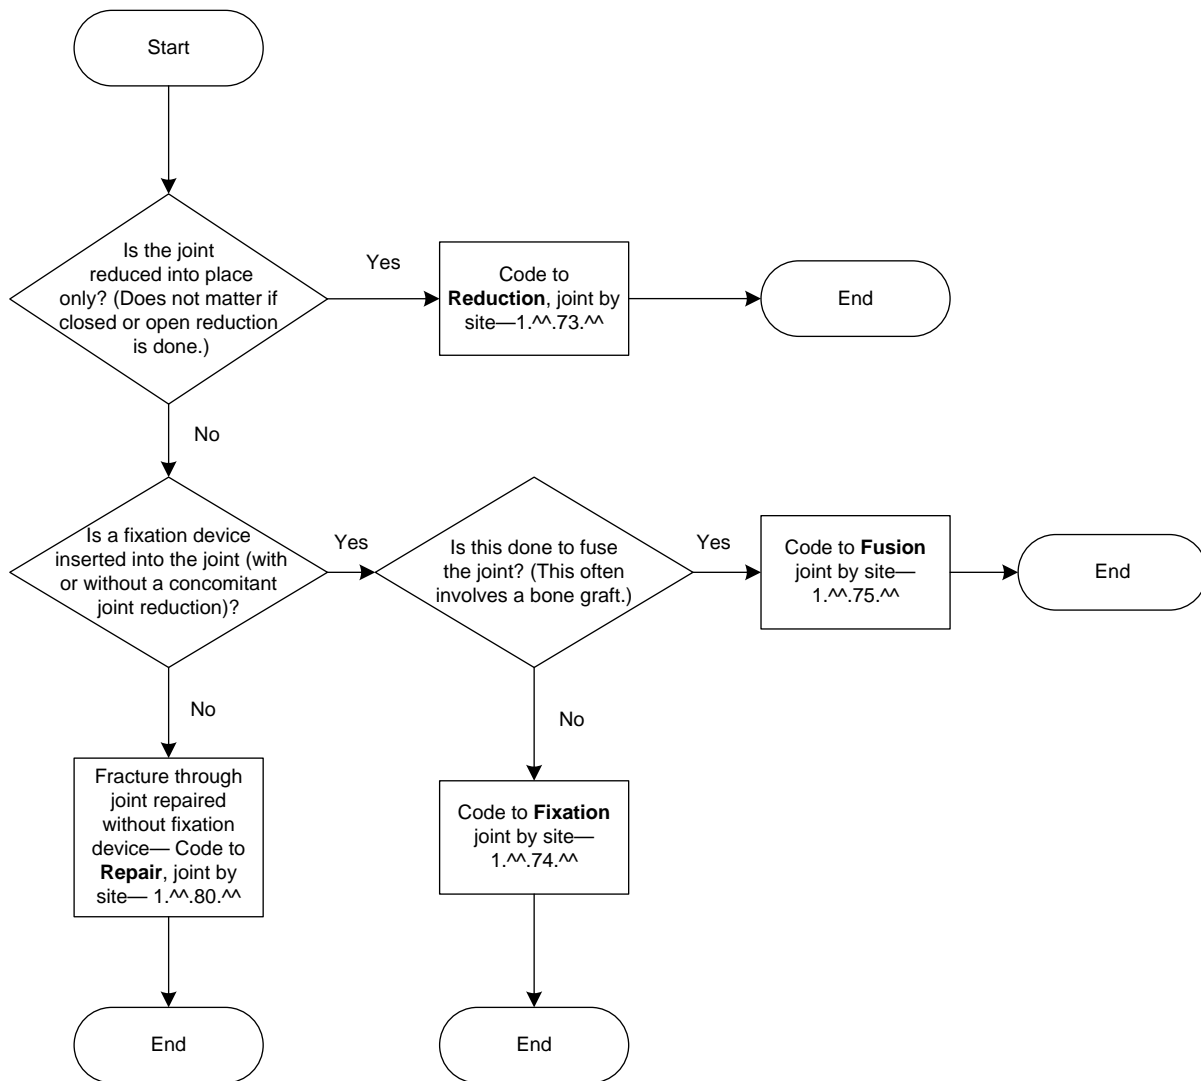 Start
Is the joint
reduced into place
only? (Does not matter if
closed or open reduction
is done.)
Yes
Code to
Reduction, joint by
site—1.^^.73.^^
End
No
Is a fixation device
inserted into the joint (with
or without a concomitant
joint reduction)?
Yes
Is this done to fuse
the joint? (This often
involves a bone graft.)
Yes
Code to Fusion
joint by site—
1.^^.75.^^
End
No
Fracture through
joint repaired
without fixation
device— Code to
Repair, joint by
site— 1.^^.80.^^
No
Code to Fixation
joint by site—
1.^^.74.^^
End
End